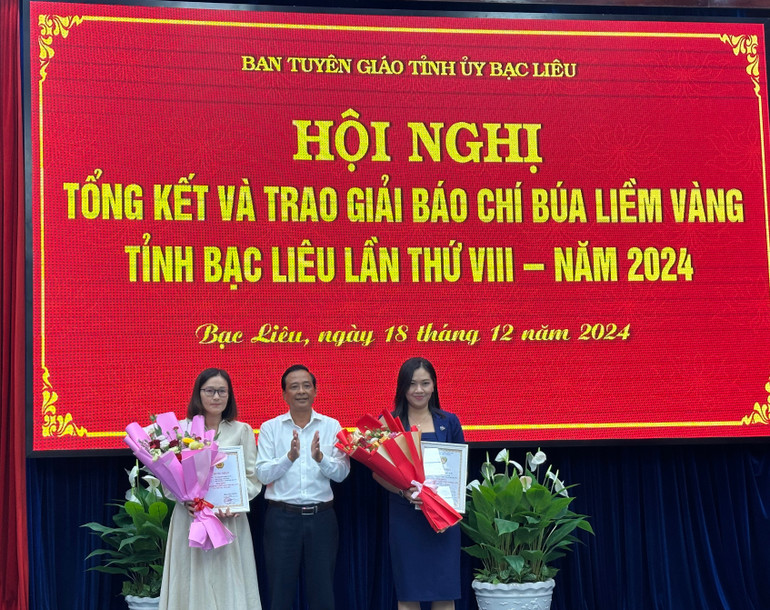 BAN TUYÊN GIÁO TỈNH ỦY BẠC LIÊU
HỘI NGHỊ
TỔNG KẾT VÀ TRAO GIẢI BÁO CHÍ BÚA LIỀM VÀNG
TỈNH BẠC LIÊU LẦN THỨ VIII – NĂM 2024
Bạc Liêu, ngày 18 tháng 12 năm 2024